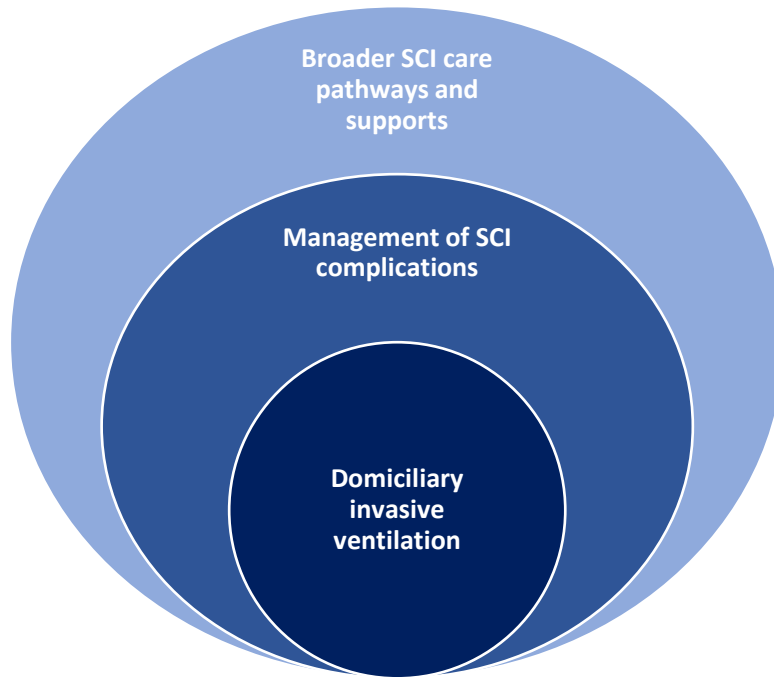 Broader SCI care
pathways and
supports
Management of SCI
complications
Domiciliary
invasive
ventilation